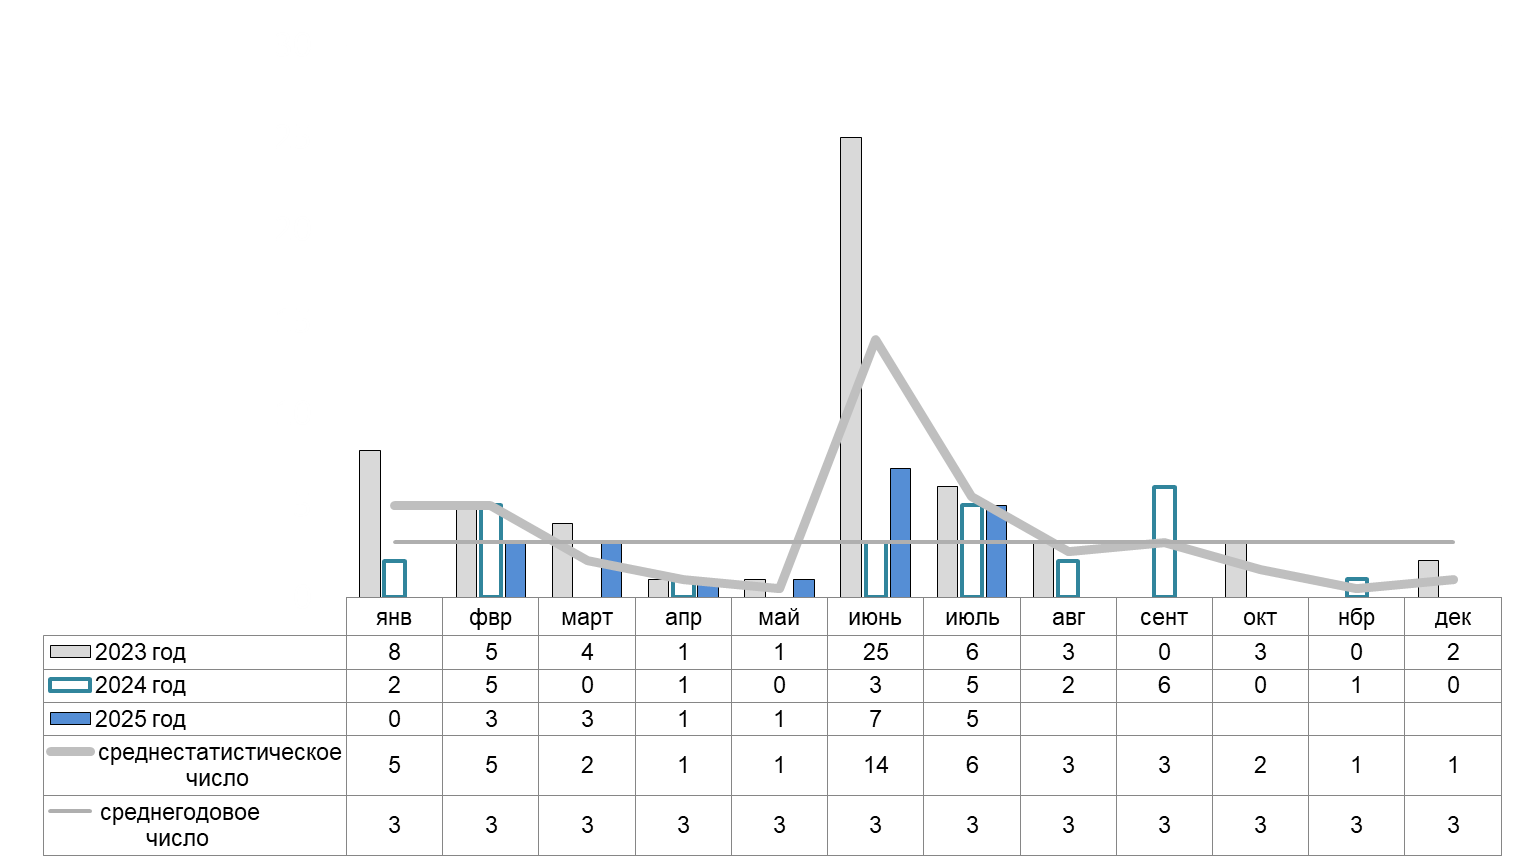 янв фвр март апр май июнь июль авг сент окт нбр дек
2023 год 8 5 4 1 1 25 6 3 0 3 0 2
2024 год 2 5 0 1 0 3 5 2 6 0 1 0
2025 год 0 3 3 1 1 7 5
среднестатистическое
число 5 5 2 1 1 14 6 3 3 2 1 1
среднегодовое
число 3 3 3 3 3 3 3 3 3 3 3 3